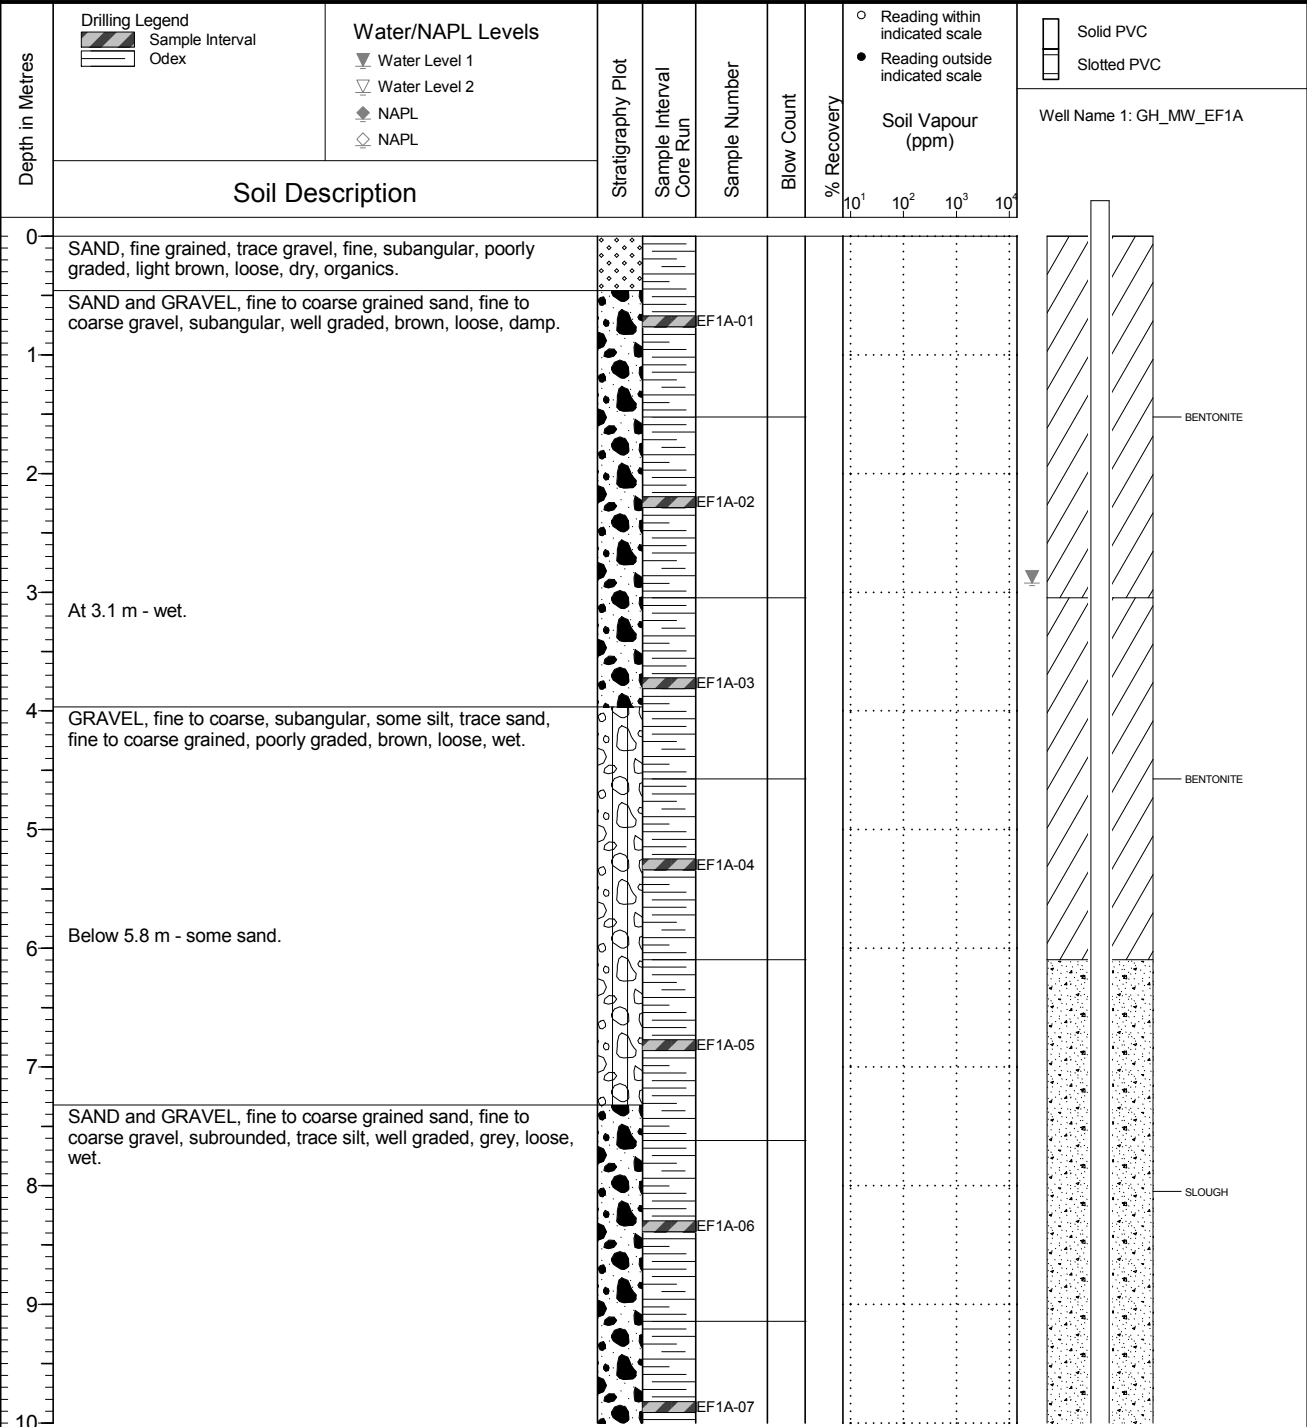 Depth in Metres
Drilling Legend
Sample Interval
Odex
Water/NAPL Levels
Water Level 1
Water Level 2
NAPL
NAPL
Soil Description
Stratigraphy Plot
Sample Interval
Core Run
Sample Number
Blow Count
% Recovery
Reading within
indicated scale
Reading outside
indicated scale
Soil Vapour
(ppm)
10¹ 10² 10³ 10⁴
Solid PVC
Slotted PVC
Well Name 1: GH_MW_EF1A
0
SAND, fine grained, trace gravel, fine, subangular, poorly
graded, light brown, loose, dry, organics.
SAND and GRAVEL, fine to coarse grained sand, fine to
coarse gravel, subangular, well graded, brown, loose, damp.
EF1A-01
1
BENTONITE
2
EF1A-02
3
At 3.1 m - wet.
EF1A-03
4
GRAVEL, fine to coarse, subangular, some silt, trace sand,
fine to coarse grained, poorly graded, brown, loose, wet.
BENTONITE
5
EF1A-04
Below 5.8 m - some sand.
6
EF1A-05
7
SAND and GRAVEL, fine to coarse grained sand, fine to
coarse gravel, subrounded, trace silt, well graded, grey, loose,
wet.
8
SLOUGH
EF1A-06
9
EF1A-07
10